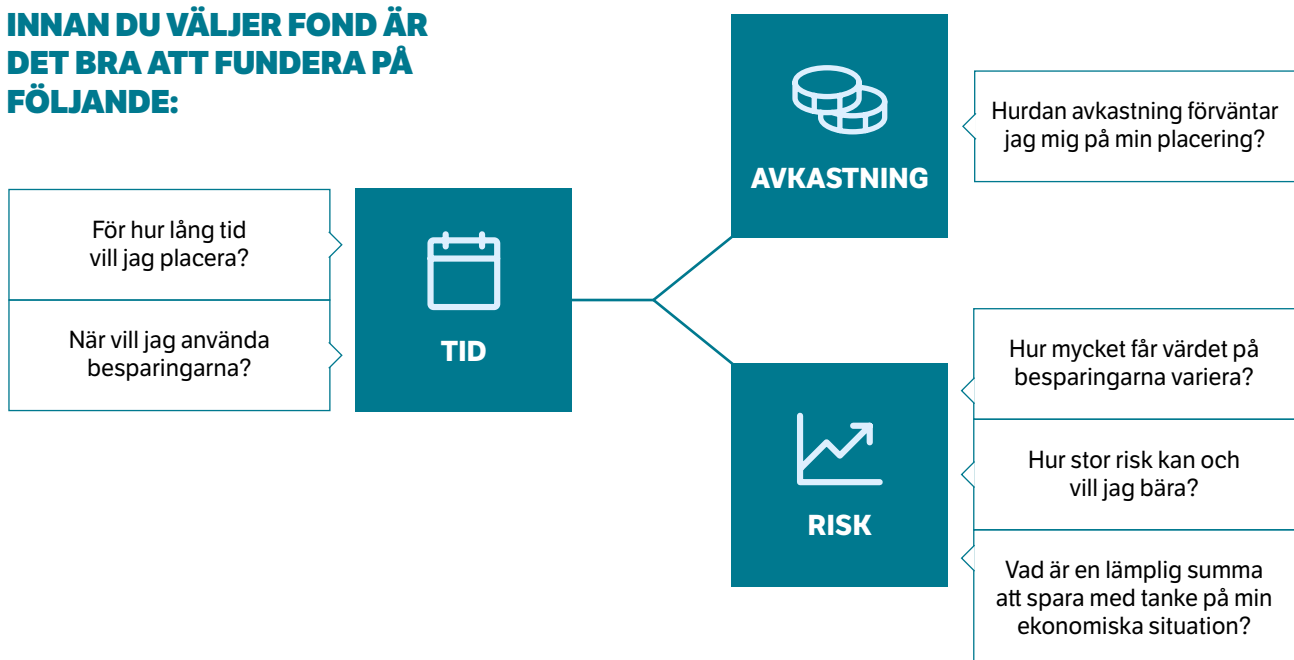 INNAN DU VÄLJER FOND ÄR
DET BRA ATT FUNDERA PÅ
FÖLJANDE:
För hur lång tid
vill jag placera?
När vill jag använda
besparingarna?
TID
AVKASTNING
Hurdan avkastning förväntar
jag mig på min placering?
RISK
Hur mycket får värdet på
besparingarna variera?
Hur stor risk kan och
vill jag bära?
Vad är en lämplig summa
att spara med tanke på min
ekonomiska situation?